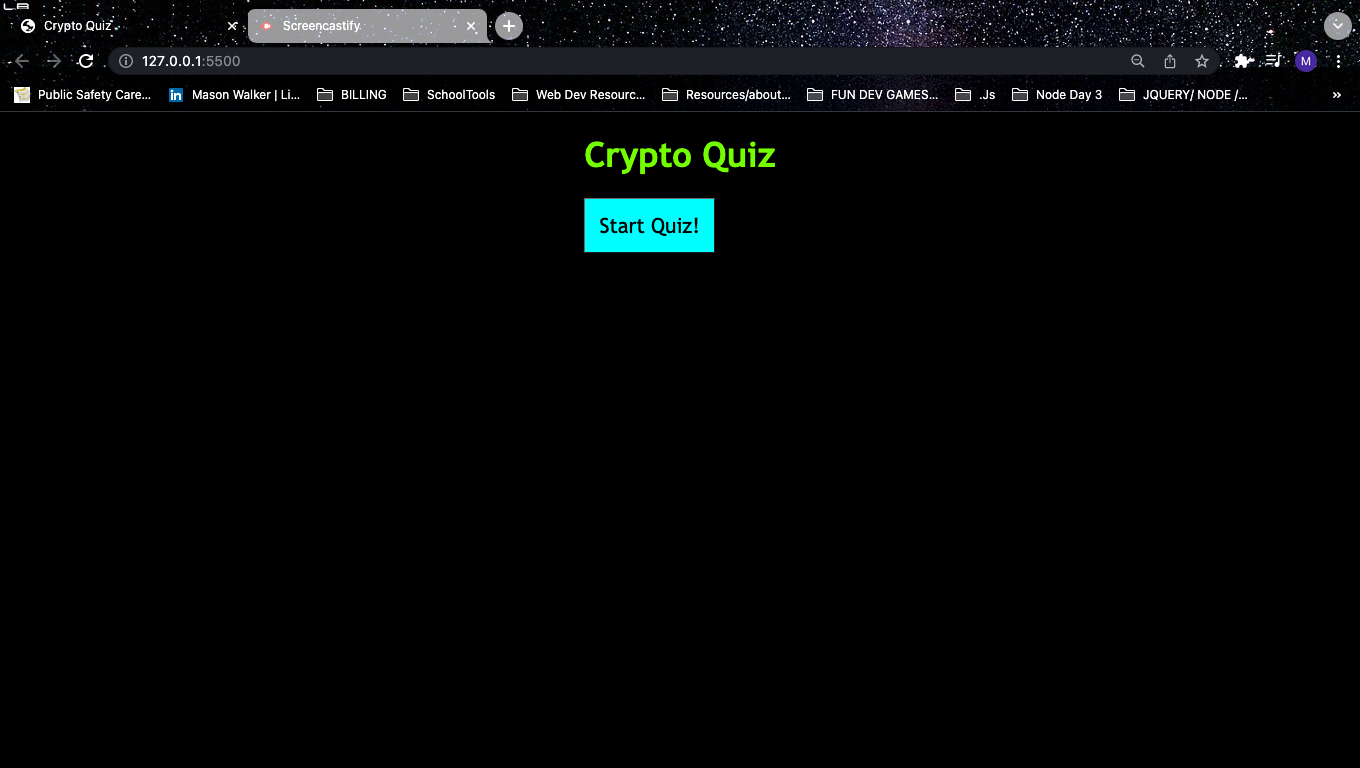 Crypto Quiz
Screencastify
127.0.0.1:5500
M
Public Safety Care...
in Mason Walker | Li...
BILLING
SchoolTools
Web Dev Resourc...
Resources/about...
FUN DEV GAMES...
.Js
Node Day 3
JQUERY/ NODE /...
»
Crypto Quiz
Start Quiz!